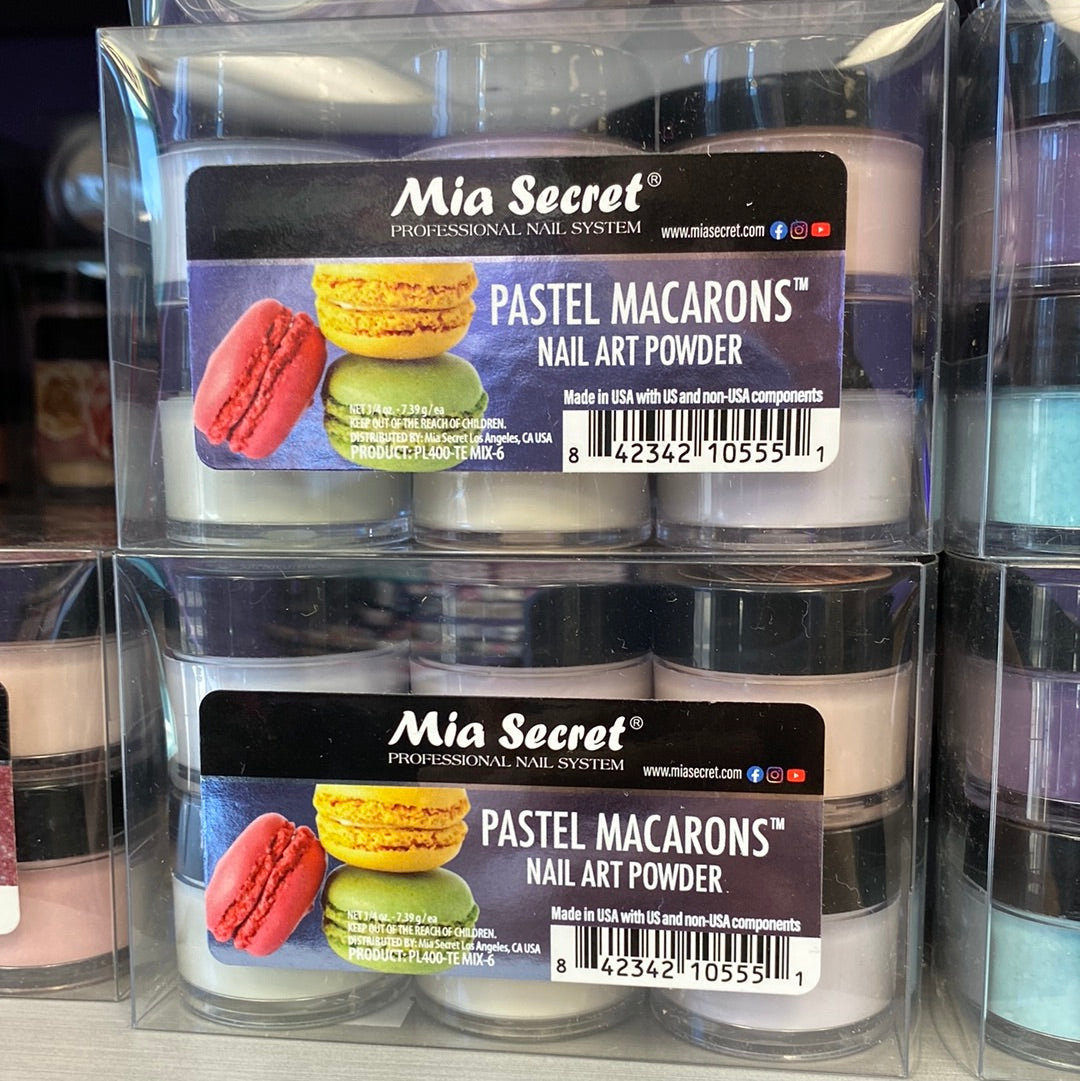 Mia Secret®
PROFESSIONAL NAIL SYSTEM
www.miasecret.com
PASTEL MACARONS™
NAIL ART POWDER
Made in USA with US and non-USA components
NET 1/4 oz. - 7.39 g / ea
KEEP OUT OF THE REACH OF CHILDREN.
DISTRIBUTED BY: Mia Secret Los Angeles, CA USA
PRODUCT: PL400-TE MIX-6
8 42342 10555 1
Mia Secret®
PROFESSIONAL NAIL SYSTEM
www.miasecret.com
PASTEL MACARONS™
NAIL ART POWDER
Made in USA with US and non-USA components
NET 1/4 oz. - 7.39 g / ea
KEEP OUT OF THE REACH OF CHILDREN.
DISTRIBUTED BY: Mia Secret Los Angeles, CA USA
PRODUCT: PL400-TE MIX-6
8 42342 10555 1